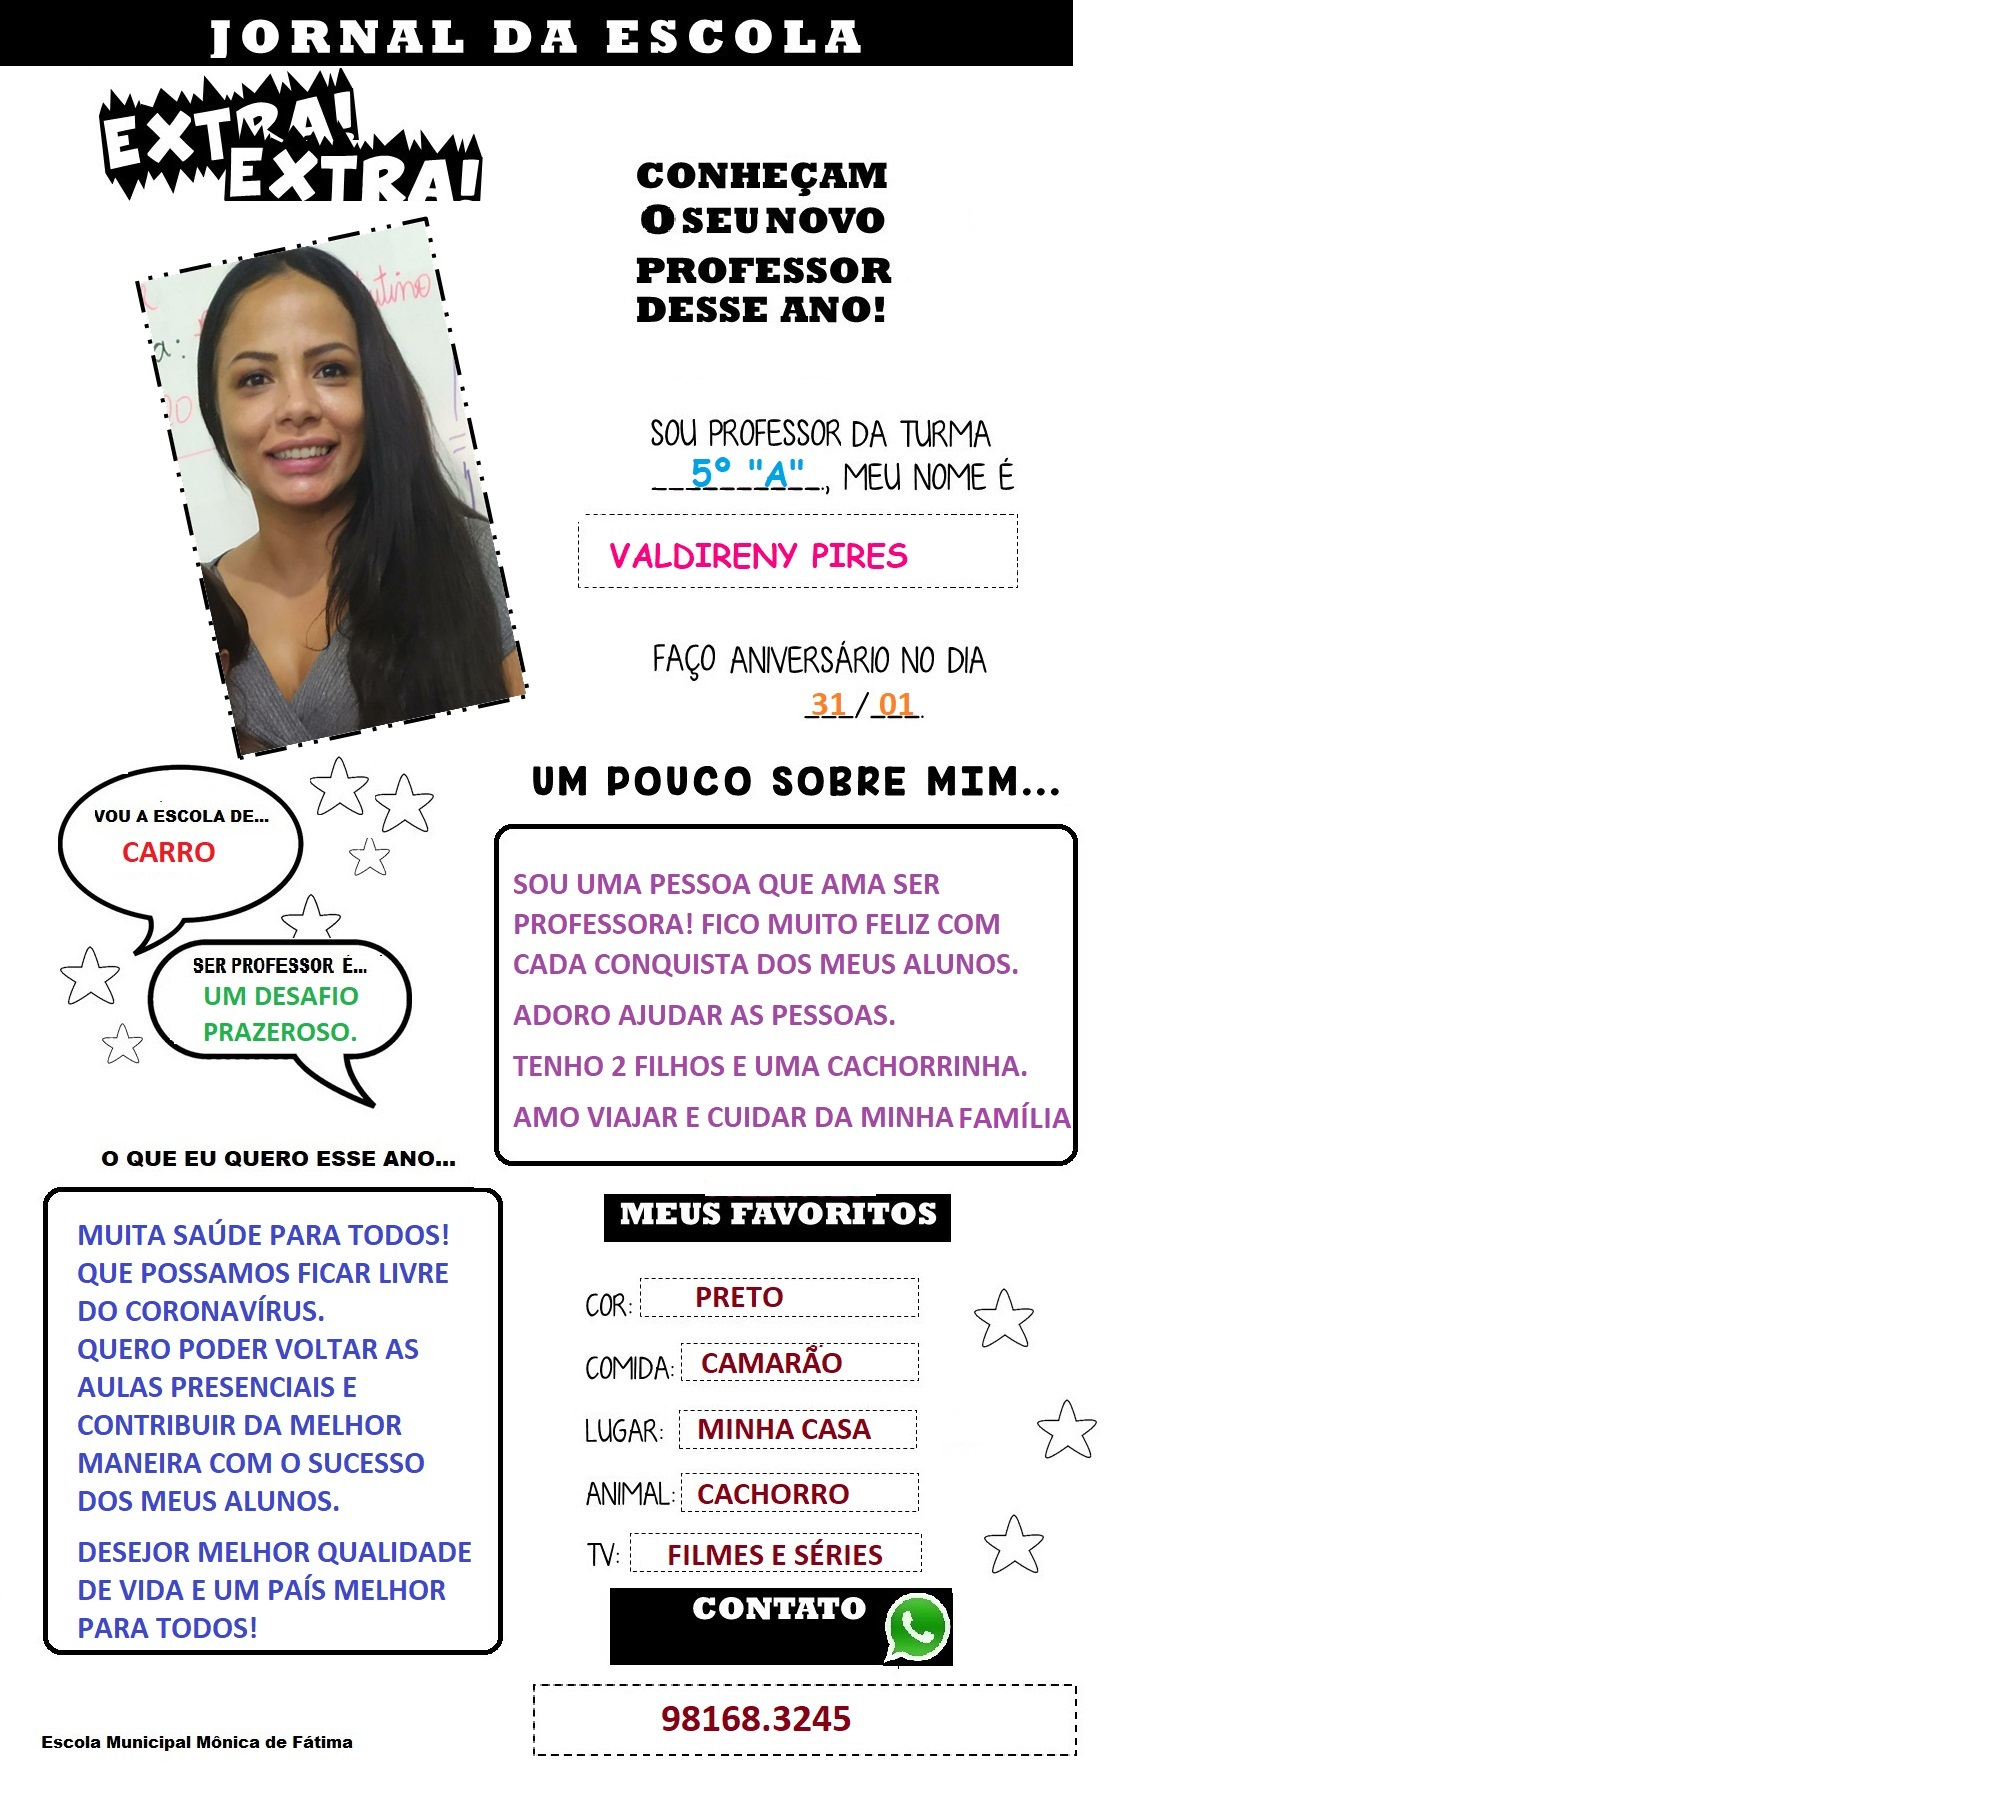 JORNAL DA ESCOLA
EXTRA!
EXTRA!
CONHEÇAM
O SEU NOVO
PROFESSOR
DESSE ANO!
SOU PROFESSOR DA TURMA
5º "A", MEU NOME É
VALDIRENY PIRES
FAÇO ANIVERSÁRIO NO DIA
31/01.
VOU A ESCOLA DE...
CARRO
SER PROFESSOR É...
UM DESAFIO
PRAZEROSO.
UM POUCO SOBRE MIM...
SOU UMA PESSOA QUE AMA SER
PROFESSORA! FICO MUITO FELIZ COM
CADA CONQUISTA DOS MEUS ALUNOS.
ADORO AJUDAR AS PESSOAS.
TENHO 2 FILHOS E UMA CACHORRINHA.
AMO VIAJAR E CUIDAR DA MINHA FAMÍLIA
O QUE EU QUERO ESSE ANO...
MUITA SAÚDE PARA TODOS!
QUE POSSAMOS FICAR LIVRE
DO CORONAVÍRUS.
QUERO PODER VOLTAR AS
AULAS PRESENCIAIS E
CONTRIBUIR DA MELHOR
MANEIRA COM O SUCESSO
DOS MEUS ALUNOS.
DESEJOR MELHOR QUALIDADE
DE VIDA E UM PAÍS MELHOR
PARA TODOS!
MEUS FAVORITOS
COR: PRETO
COMIDA: CAMARÃO
LUGAR: MINHA CASA
ANIMAL: CACHORRO
TV: FILMES E SÉRIES
CONTATO
98168.3245
Escola Municipal Mônica de Fátima